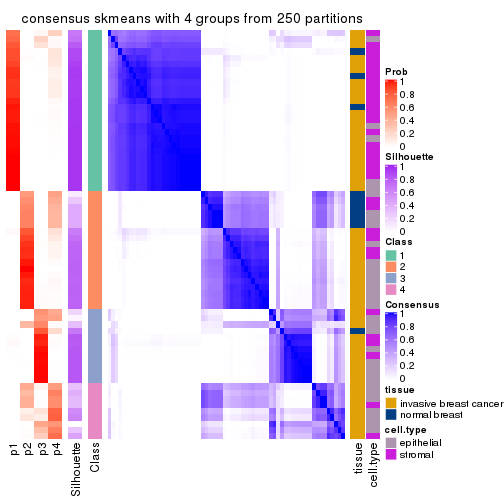 consensus skmeans with 4 groups from 250 partitions
Prob
1
0.8
0.6
0.4
0.2
0
Silhouette
1
0.8
0.6
0.4
0.2
0
Class
1
2
3
4
Consensus
1
0.8
0.6
0.4
0.2
0
tissue
invasive breast cancer
normal breast
cell.type
epithelial
stromal
p1
p2
p3
p4
Silhouette
Class
tissue
cell.type